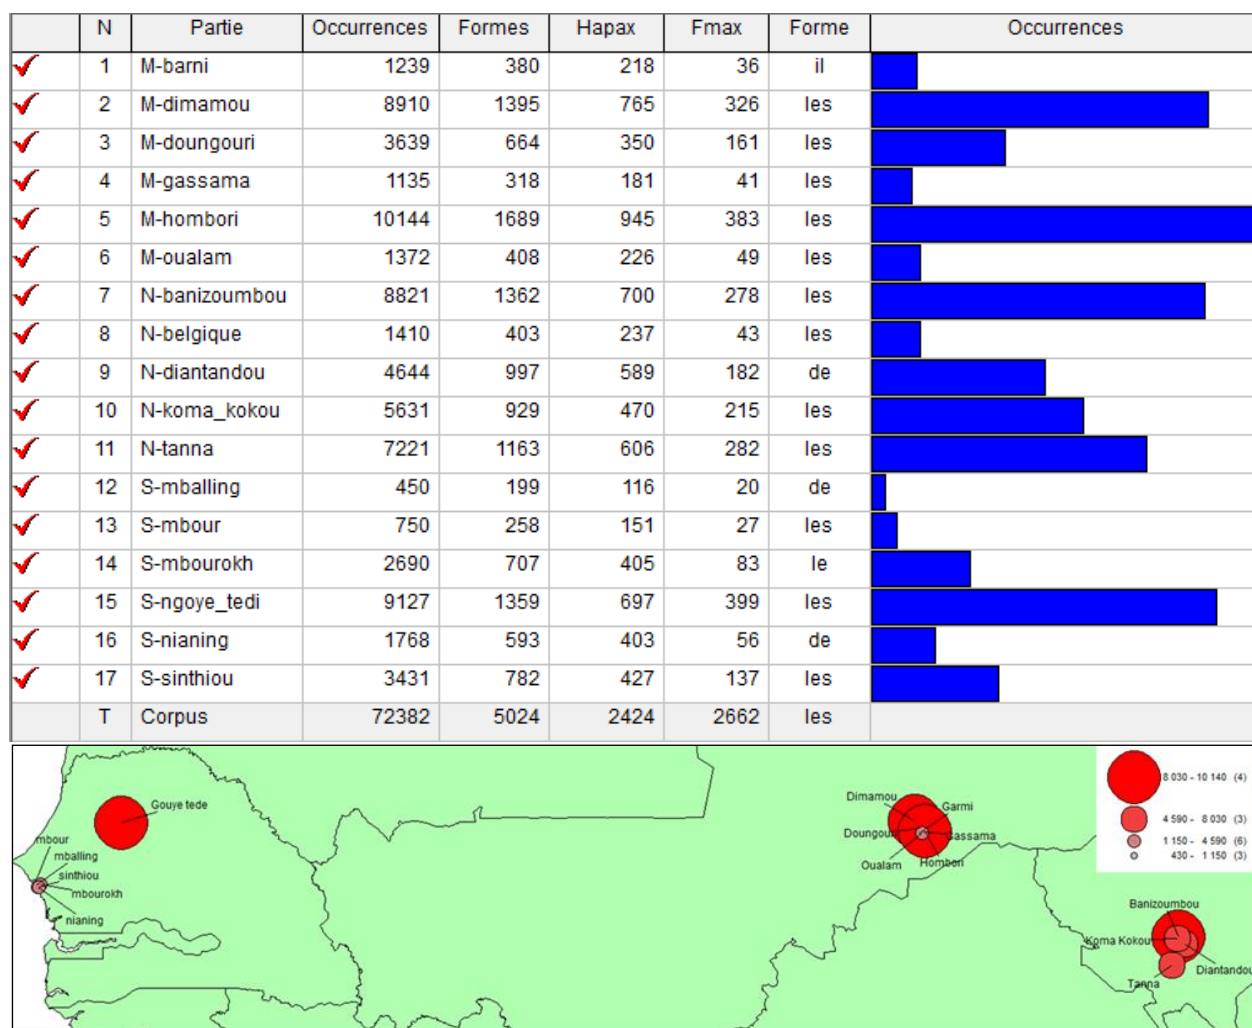 N Partie Occurrences Formes Hapax Fmax Forme Occurrences
1 M-barni 1239 380 218 36 il
2 M-dimamou 8910 1395 765 326 les
3 M-doungouri 3639 664 350 161 les
4 M-gassama 1135 318 181 41 les
5 M-hombori 10144 1689 945 383 les
6 M-oualam 1372 408 226 49 les
7 N-banizoumbou 8821 1362 700 278 les
8 N-belgique 1410 403 237 43 les
9 N-diantandou 4644 997 589 182 de
10 N-koma_kokou 5631 929 470 215 les
11 N-tanna 7221 1163 606 282 les
12 S-mballing 450 199 116 20 de
13 S-mbour 750 258 151 27 les
14 S-mbourokh 2690 707 405 83 le
15 S-ngoye_tedi 9127 1359 697 399 les
16 S-nianing 1768 593 403 56 de
17 S-sinthiou 3431 782 427 137 les
T Corpus 72382 5024 2424 2662 les
8 030 - 10 140 (4)
4 590 - 8 030 (3)
1 150 - 4 590 (6)
430 - 1 150 (3)
Gouye tede
mbour
mballing
sinthiou
mbourokh
nianing
Dimamou
Garmi
Doungou
Gassama
Oualam
Hombori
Banizoumbou
Koma Kokou
Diantandou
Tanna